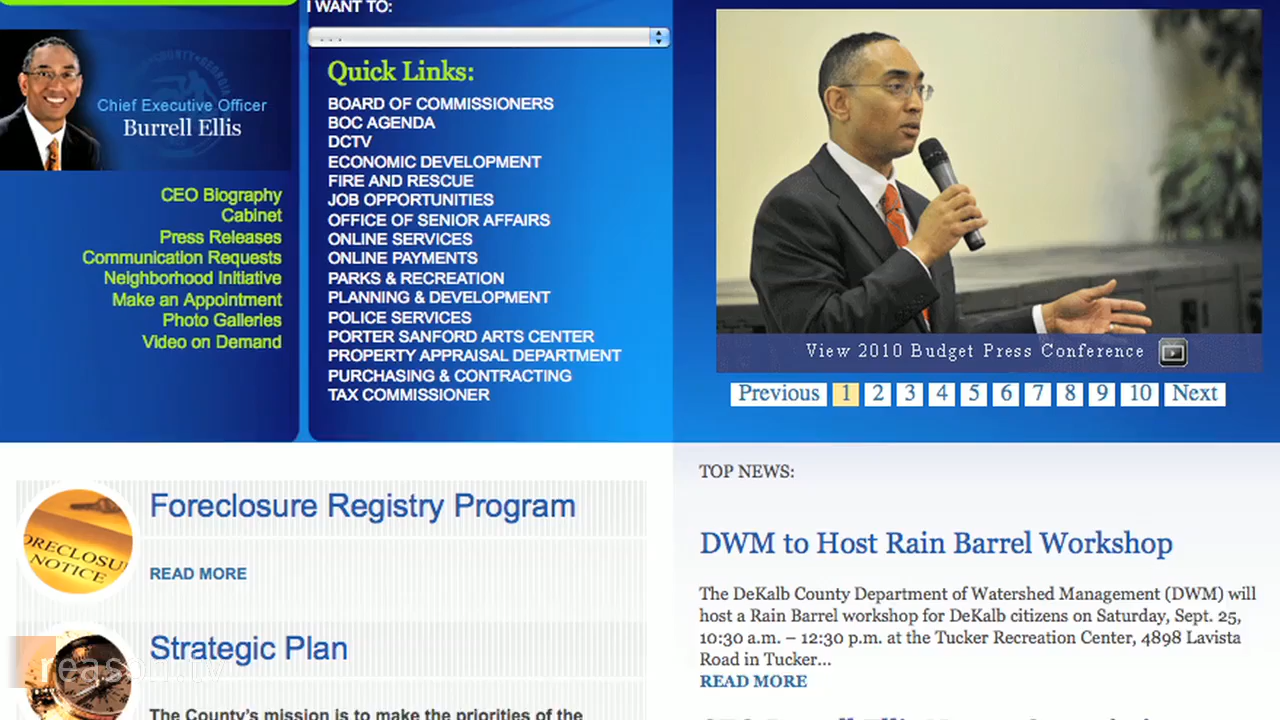 I WANT TO:
. . .
Chief Executive Officer
Burrell Ellis
CEO Biography
Cabinet
Press Releases
Communication Requests
Neighborhood Initiative
Make an Appointment
Photo Galleries
Video on Demand
Quick Links:
BOARD OF COMMISSIONERS
BOC AGENDA
DCTV
ECONOMIC DEVELOPMENT
FIRE AND RESCUE
JOB OPPORTUNITIES
OFFICE OF SENIOR AFFAIRS
ONLINE SERVICES
ONLINE PAYMENTS
PARKS & RECREATION
PLANNING & DEVELOPMENT
POLICE SERVICES
PORTER SANFORD ARTS CENTER
PROPERTY APPRAISAL DEPARTMENT
PURCHASING & CONTRACTING
TAX COMMISSIONER
View 2010 Budget Press Conference
Previous 1 2 3 4 5 6 7 8 9 10 Next
Foreclosure Registry Program
READ MORE
NOTICE
Strategic Plan
The County's mission is to make the priorities of the
reason.tv
TOP NEWS:
DWM to Host Rain Barrel Workshop
The DeKalb County Department of Watershed Management (DWM) will
host a Rain Barrel workshop for DeKalb citizens on Saturday, Sept. 25,
10:30 a.m. – 12:30 p.m. at the Tucker Recreation Center, 4898 Lavista
Road in Tucker...
READ MORE